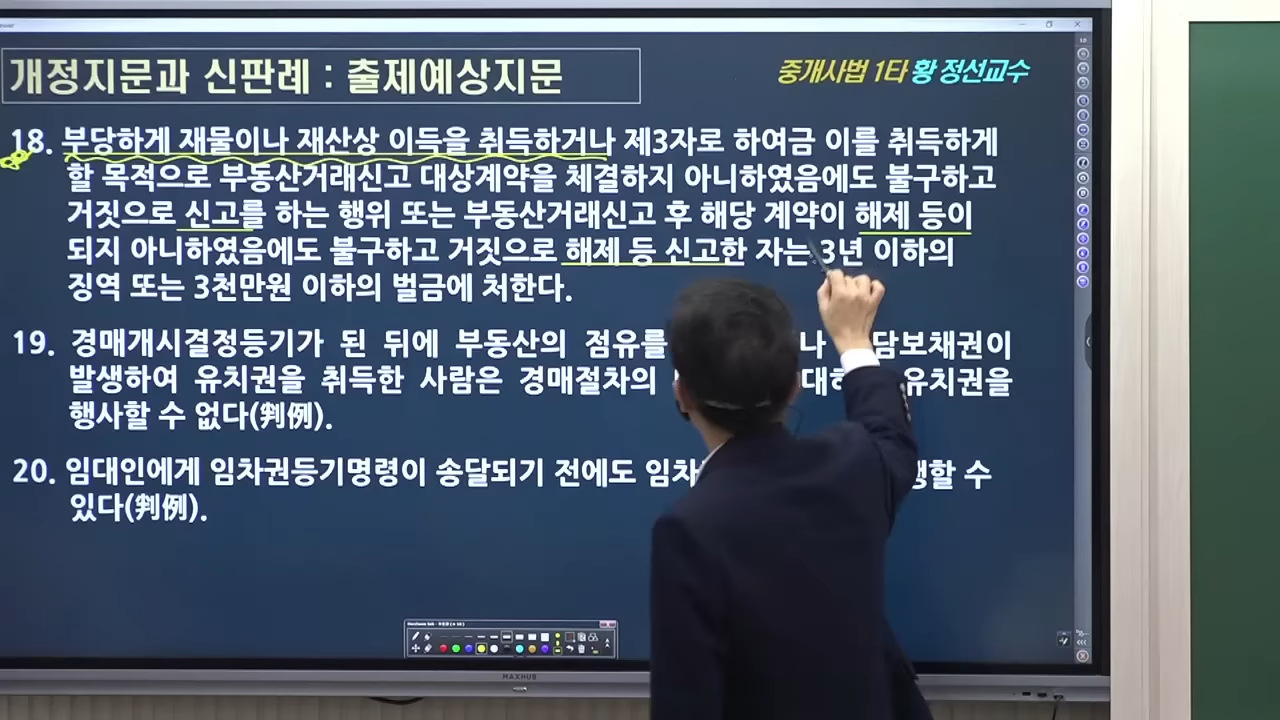 개정지문과 신판례 : 출제예상지문
중개사법 1타 황 정선교수
18. 부당하게 재물이나 재산상 이득을 취득하거나 제3자로 하여금 이를 취득하게
할 목적으로 부동산거래신고 대상계약을 체결하지 아니하였음에도 불구하고
거짓으로 신고를 하는 행위 또는 부동산거래신고 후 해당 계약이 해제 등이
되지 아니하였음에도 불구하고 거짓으로 해제 등 신고한 자는 3년 이하의
징역 또는 3천만원 이하의 벌금에 처한다.
19. 경매개시결정등기가 된 뒤에 부동산의 점유를 나 담보채권이
발생하여 유치권을 취득한 사람은 경매절차의 유치권을
행사할 수 없다(判例).
20. 임대인에게 임차권등기명령이 송달되기 전에도 수
있다(判例).
MAXHUB